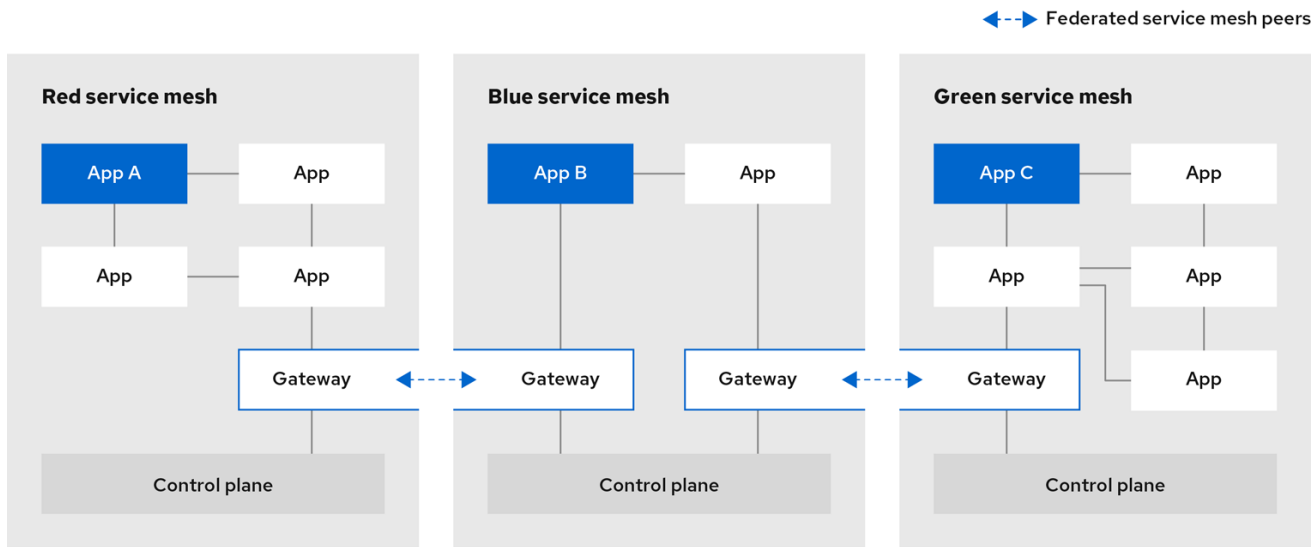 Federated service mesh peers
Red service mesh
App A
App
App
App
Gateway
Control plane
Blue service mesh
App B
App
Gateway
Gateway
Control plane
Green service mesh
App C
App
App
App
Gateway
App
Control plane